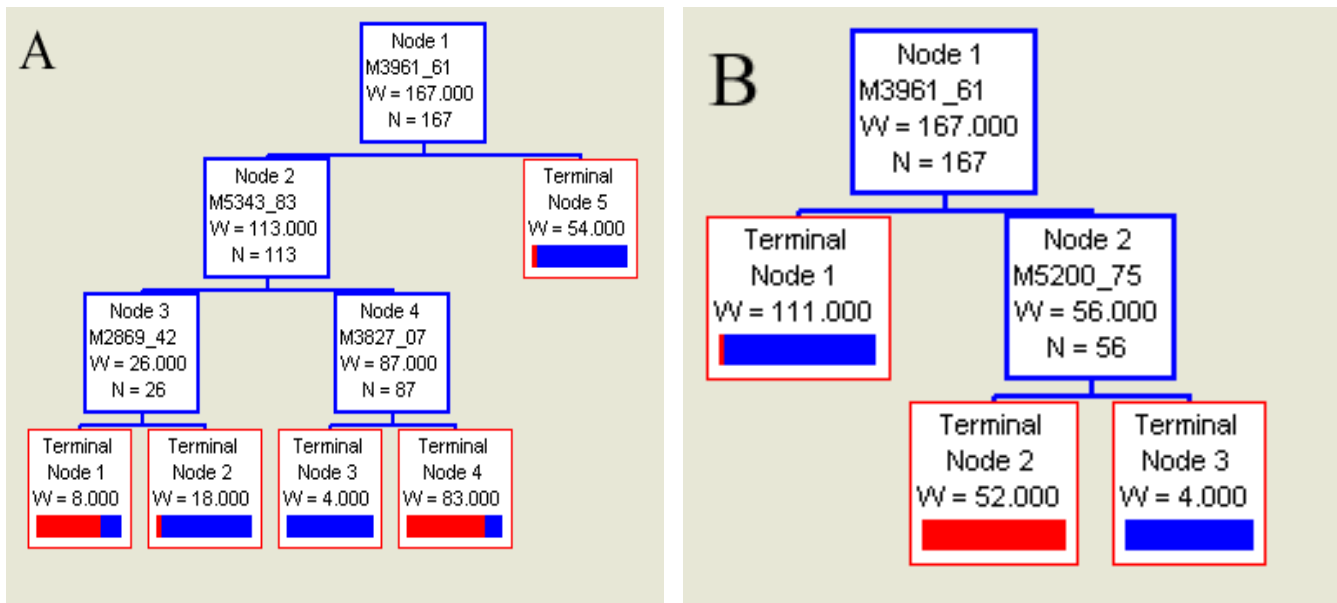 A
Node 1
M3961_61
W = 167.000
N = 167
Node 2
M5343_83
W = 113.000
N = 113
Terminal
Node 5
W = 54.000
Node 3
M2869_42
W = 26.000
N = 26
Node 4
M3827_07
W = 87.000
N = 87
Terminal
Node 1
W = 8.000
Terminal
Node 2
W = 18.000
Terminal
Node 3
W = 4.000
Terminal
Node 4
W = 83.000
B
Node 1
M3961_61
W = 167.000
N = 167
Terminal
Node 1
W = 111.000
Node 2
M5200_75
W = 56.000
N = 56
Terminal
Node 2
W = 52.000
Terminal
Node 3
W = 4.000